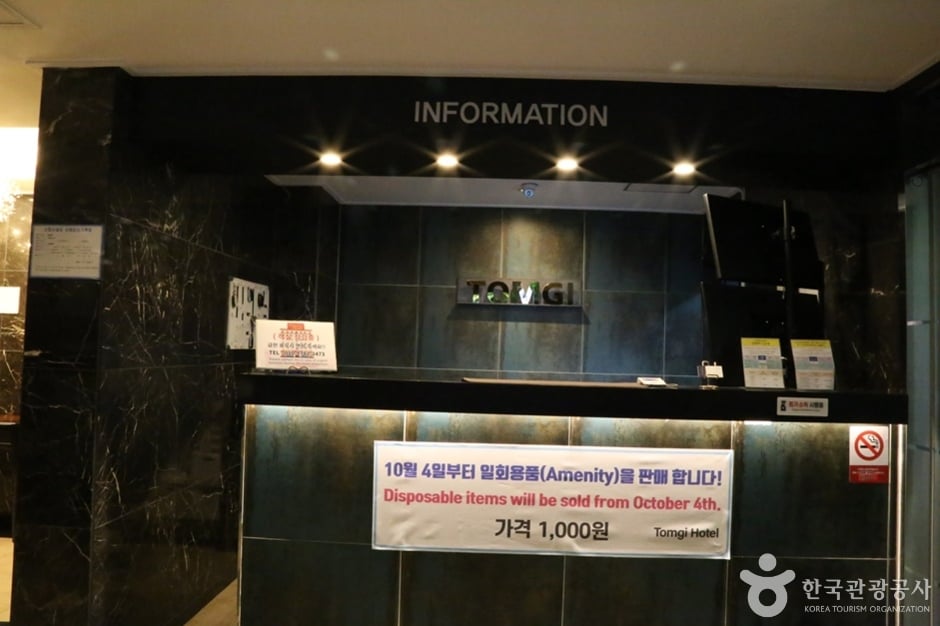 INFORMATION
TOMGI
10월 4일부터 일회용품(Amenity)을 판매 합니다!
Disposable items will be sold from October 4th.
가격 1,000원
Tomgi Hotel
한국관광공사
KOREA TOURISM ORGANIZATION